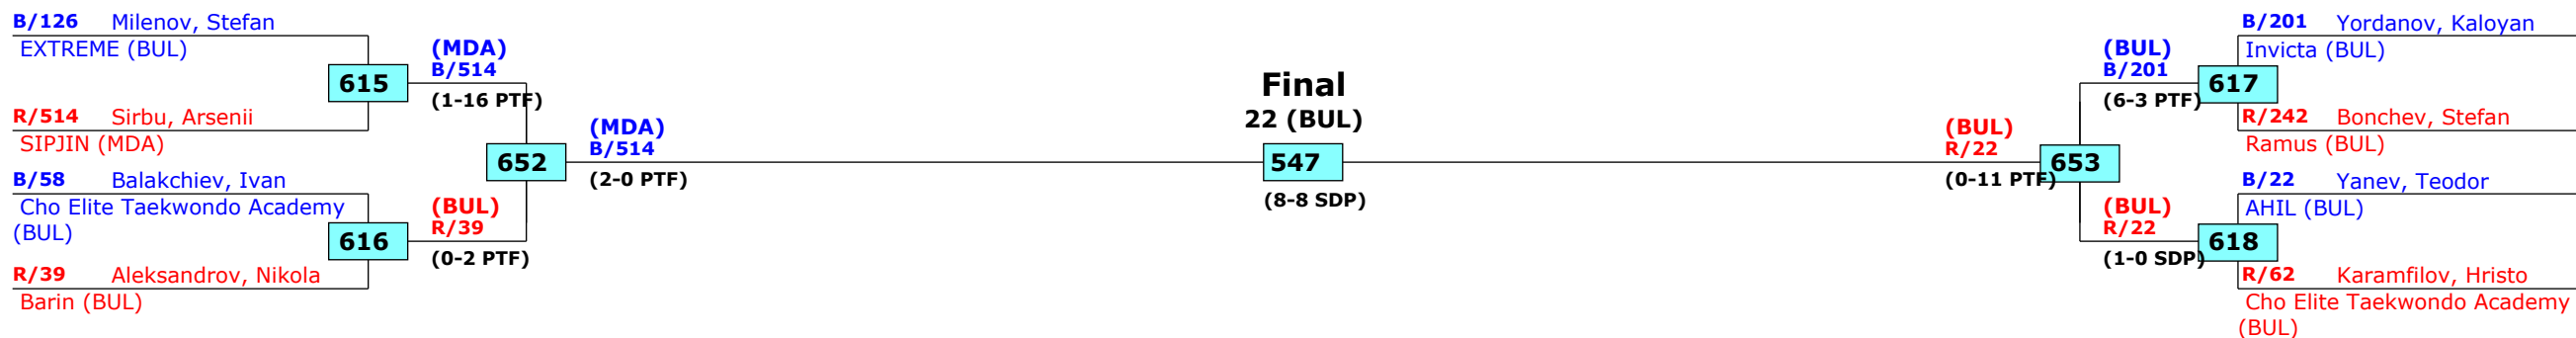 B/126 Milenov, Stefan
EXTREME (BUL)
615
R/514 Sirbu, Arsenii
SIPJIN (MDA)
B/58 Balakchiev, Ivan
Cho Elite Taekwondo Academy
(BUL)
616
R/39 Aleksandrov, Nikola
Barin (BUL)
(MDA)
B/514
(1-16 PTF)
652
(BUL)
R/39
(0-2 PTF)
(MDA)
B/514
(2-0 PTF)
Final
22 (BUL)
547
(8-8 SDP)
(BUL)
R/22
(0-11 PTF)
653
(BUL)
B/201
(6-3 PTF)
(BUL)
R/22
(1-0 SDP)
B/201 Yordanov, Kaloyan
Invicta (BUL)
617
R/242 Bonchev, Stefan
Ramus (BUL)
B/22 Yanev, Teodor
AHIL (BUL)
618
R/62 Karamfilov, Hristo
Cho Elite Taekwondo Academy
(BUL)